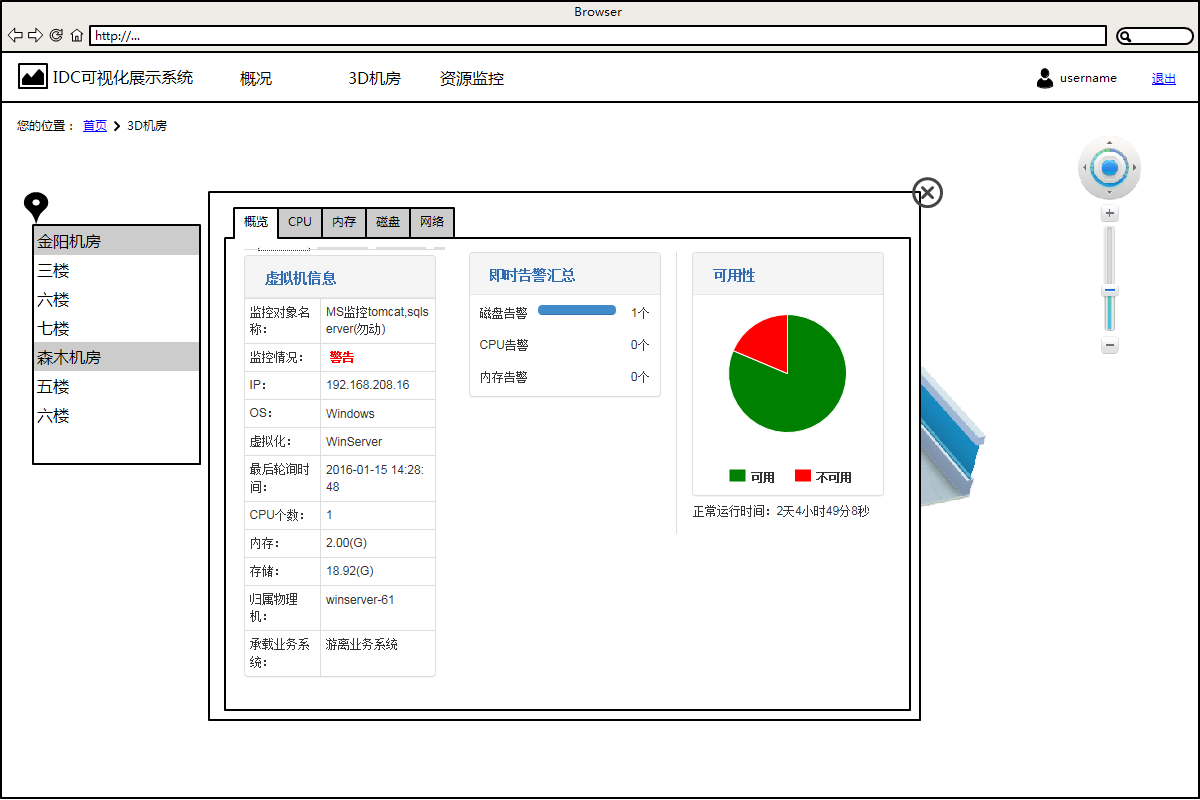 Browser
http://...
IDC可视化展示系统 概况 3D机房 资源监控 username 退出
您的位置： 首页 3D机房
金阳机房
三楼
六楼
七楼
森木机房
五楼
六楼
概览 CPU 内存 磁盘 网络
虚拟机信息
监控对象名
称：
MS监控tomcat,sqls
erver(勿动)
监控情况： 警告
IP： 192.168.208.16
OS： Windows
虚拟化： WinServer
最后轮询时
间：
2016-01-15 14:28:
48
CPU个数： 1
内存： 2.00(G)
存储： 18.92(G)
归属物理
机：
winserver-61
承载业务系
统：
游离业务系统
即时告警汇总
磁盘告警 1个
CPU告警 0个
内存告警 0个
可用性
可用 不可用
正常运行时间：2天4小时49分8秒